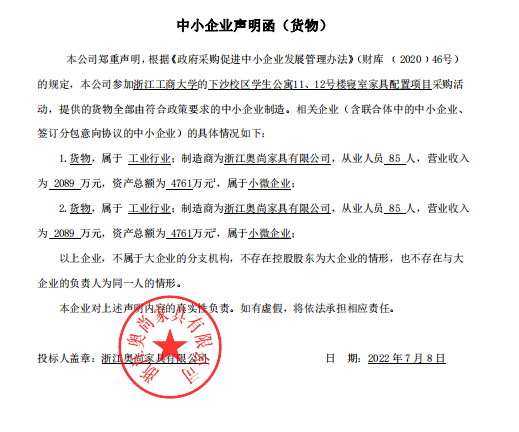 中小企业声明函（货物）
本公司郑重声明，根据《政府采购促进中小企业发展管理办法》（财库﹝2020﹞46号）
的规定，本公司参加浙江工商大学的下沙校区学生公寓11、12号楼寝室家具配置项目采购活
动，提供的货物全部由符合政策要求的中小企业制造。相关企业（含联合体中的中小企业、
签订分包意向协议的中小企业）的具体情况如下：
1.货物，属于 工业行业；制造商为浙江奥尚家具有限公司，从业人员 85 人，营业收入
为 2089 万元，资产总额为 4761万元¹，属于小微企业；
2.货物，属于 工业行业；制造商为浙江奥尚家具有限公司，从业人员 85 人，营业收入
为 2089 万元，资产总额为 4761万元²，属于小微企业；
以上企业，不属于大企业的分支机构，不存在控股股东为大企业的情形，也不存在与大
企业的负责人为同一人的情形。
本企业对上述声明内容的真实性负责。如有虚假，将依法承担相应责任。
投标人盖章：浙江奥尚家具有限公司 日 期：2022年7月8日
浙江奥尚家具有限公司